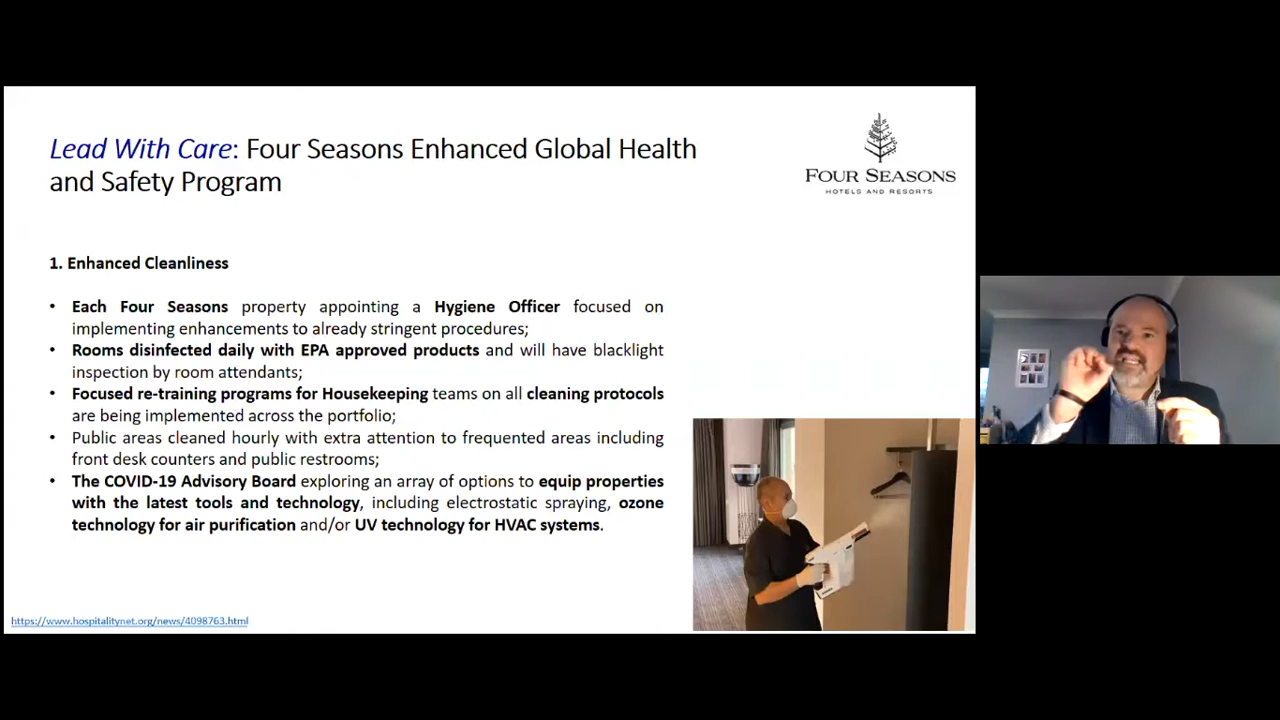 Lead With Care: Four Seasons Enhanced Global Health
and Safety Program
FOUR SEASONS
HOTELS AND RESORTS
1. Enhanced Cleanliness
• Each Four Seasons property appointing a Hygiene Officer focused on
implementing enhancements to already stringent procedures;
• Rooms disinfected daily with EPA approved products and will have blacklight
inspection by room attendants;
• Focused re-training programs for Housekeeping teams on all cleaning protocols
are being implemented across the portfolio;
• Public areas cleaned hourly with extra attention to frequented areas including
front desk counters and public restrooms;
• The COVID-19 Advisory Board exploring an array of options to equip properties
with the latest tools and technology, including electrostatic spraying, ozone
technology for air purification and/or UV technology for HVAC systems.
https://www.hospitalitynet.org/news/4098763.html